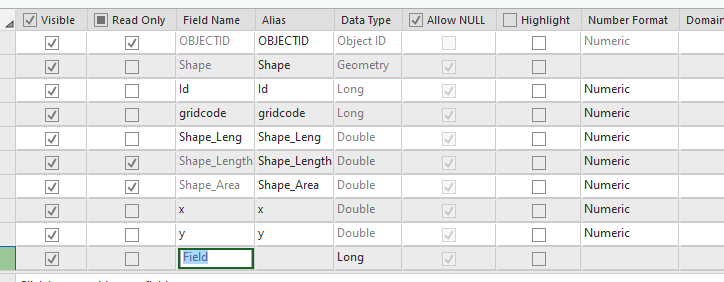 Visible Read Only Field Name Alias Data Type Allow NULL Highlight Number Format Domain
OBJECTID OBJECTID Object ID Numeric
Shape Shape Geometry
Id Id Long Numeric
gridcode gridcode Long Numeric
Shape_Leng Shape_Leng Double Numeric
Shape_Length Shape_Length Double Numeric
Shape_Area Shape_Area Double Numeric
x x Double Numeric
y y Double Numeric
Field Long